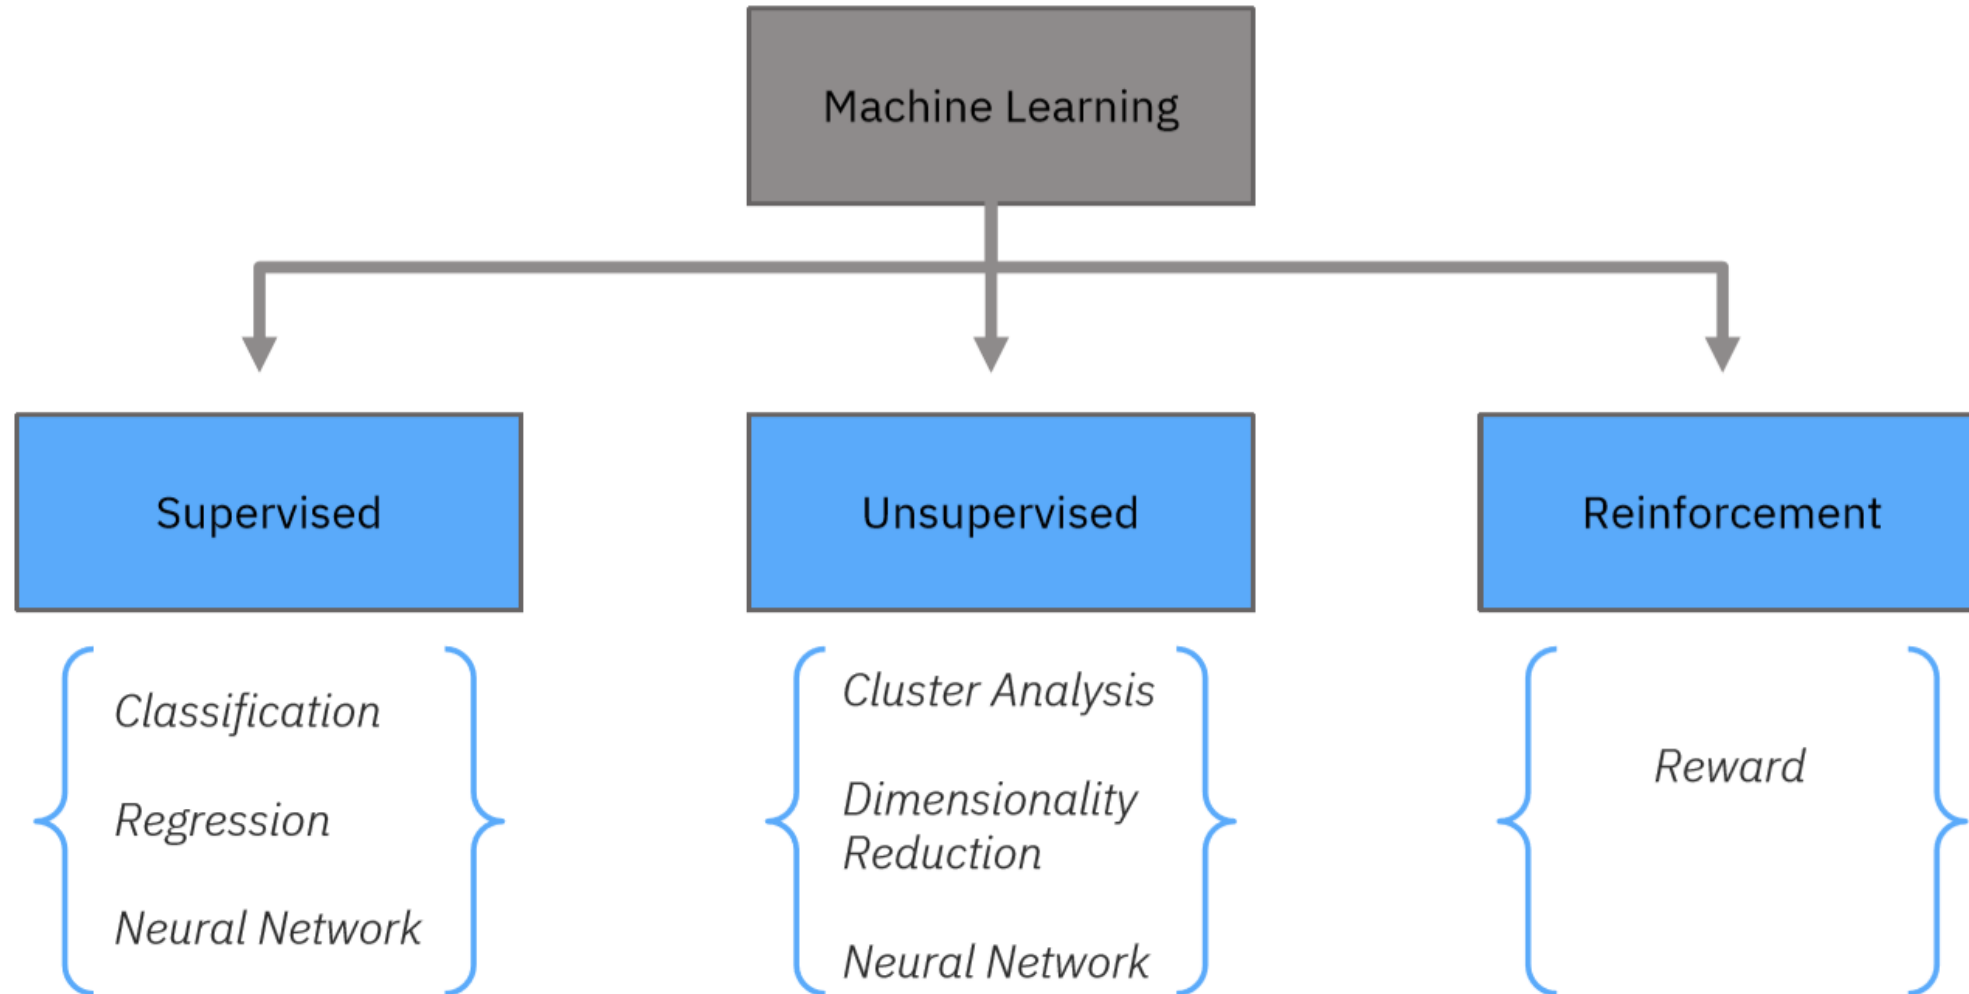 Machine Learning
Supervised
Unsupervised
Reinforcement
Classification
Regression
Neural Network
Cluster Analysis
Dimensionality
Reduction
Neural Network
Reward